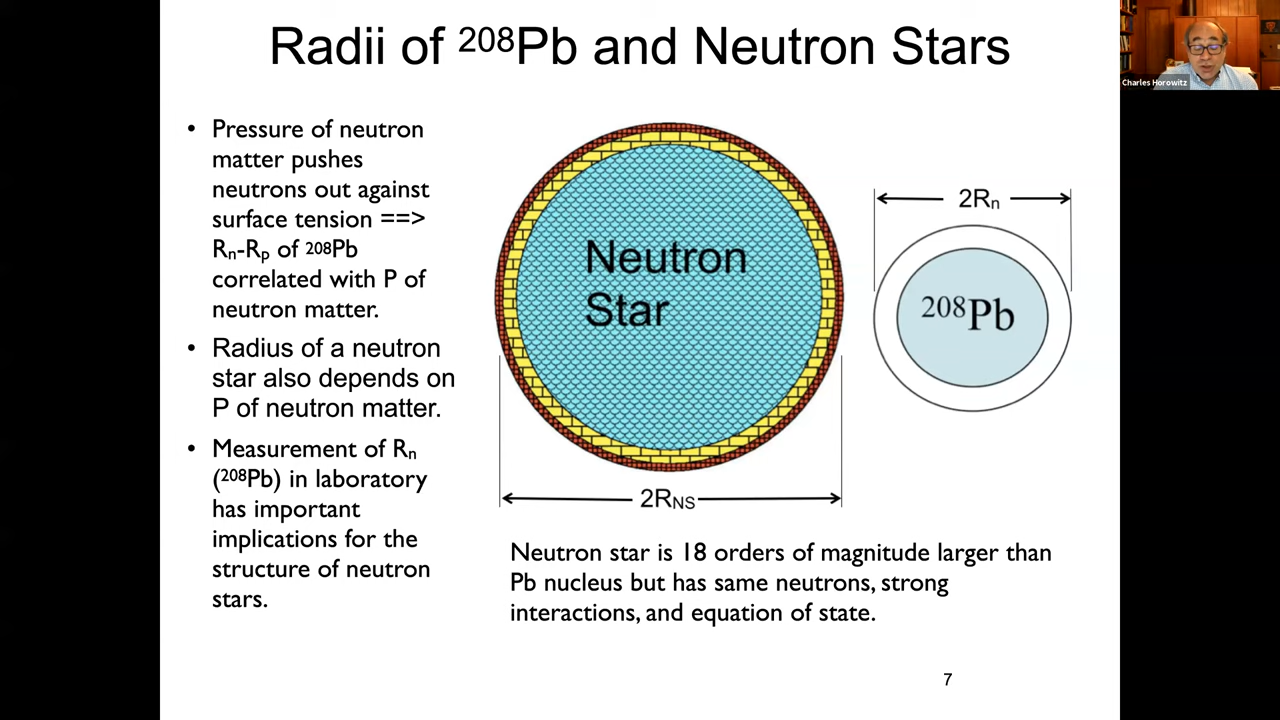 Radii of ²⁰⁸Pb and Neutron Stars
Charles Horowitz
• Pressure of neutron
matter pushes
neutrons out against
surface tension ==>
Rₙ-Rₚ of ²⁰⁸Pb
correlated with P of
neutron matter.
• Radius of a neutron
star also depends on
P of neutron matter.
• Measurement of Rₙ
(²⁰⁸Pb) in laboratory
has important
implications for the
structure of neutron
stars.
Neutron
Star
2R_NS
2Rₙ
²⁰⁸Pb
Neutron star is 18 orders of magnitude larger than
Pb nucleus but has same neutrons, strong
interactions, and equation of state.
7